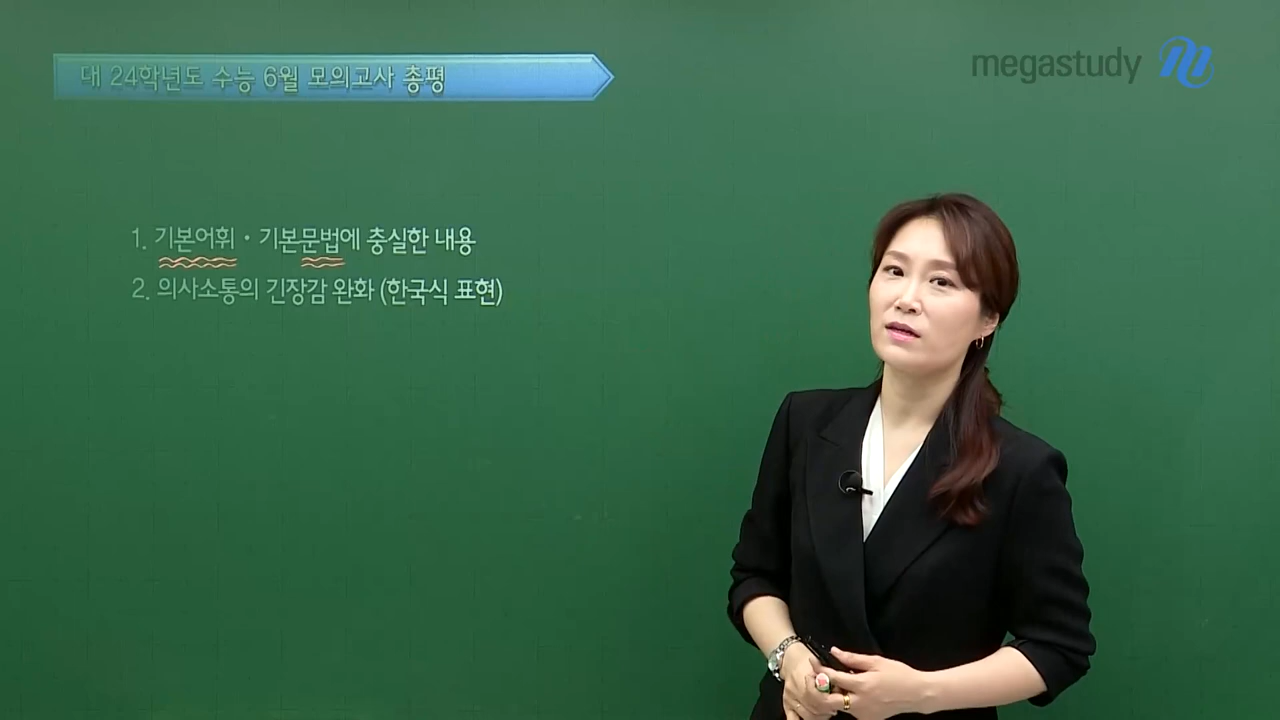 대 24학년도 수능 6월 모의고사 총평
megastudy
1. 기본어휘・기본문법에 충실한 내용
2. 의사소통의 긴장감 완화 (한국식 표현)